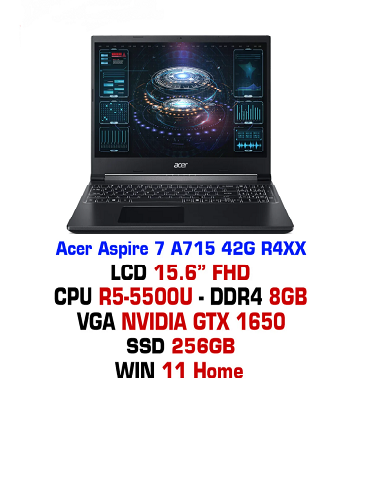 acer
Acer Aspire 7 A715 42G R4XX
LCD 15.6” FHD
CPU R5-5500U - DDR4 8GB
VGA NVIDIA GTX 1650
SSD 256GB
WIN 11 Home